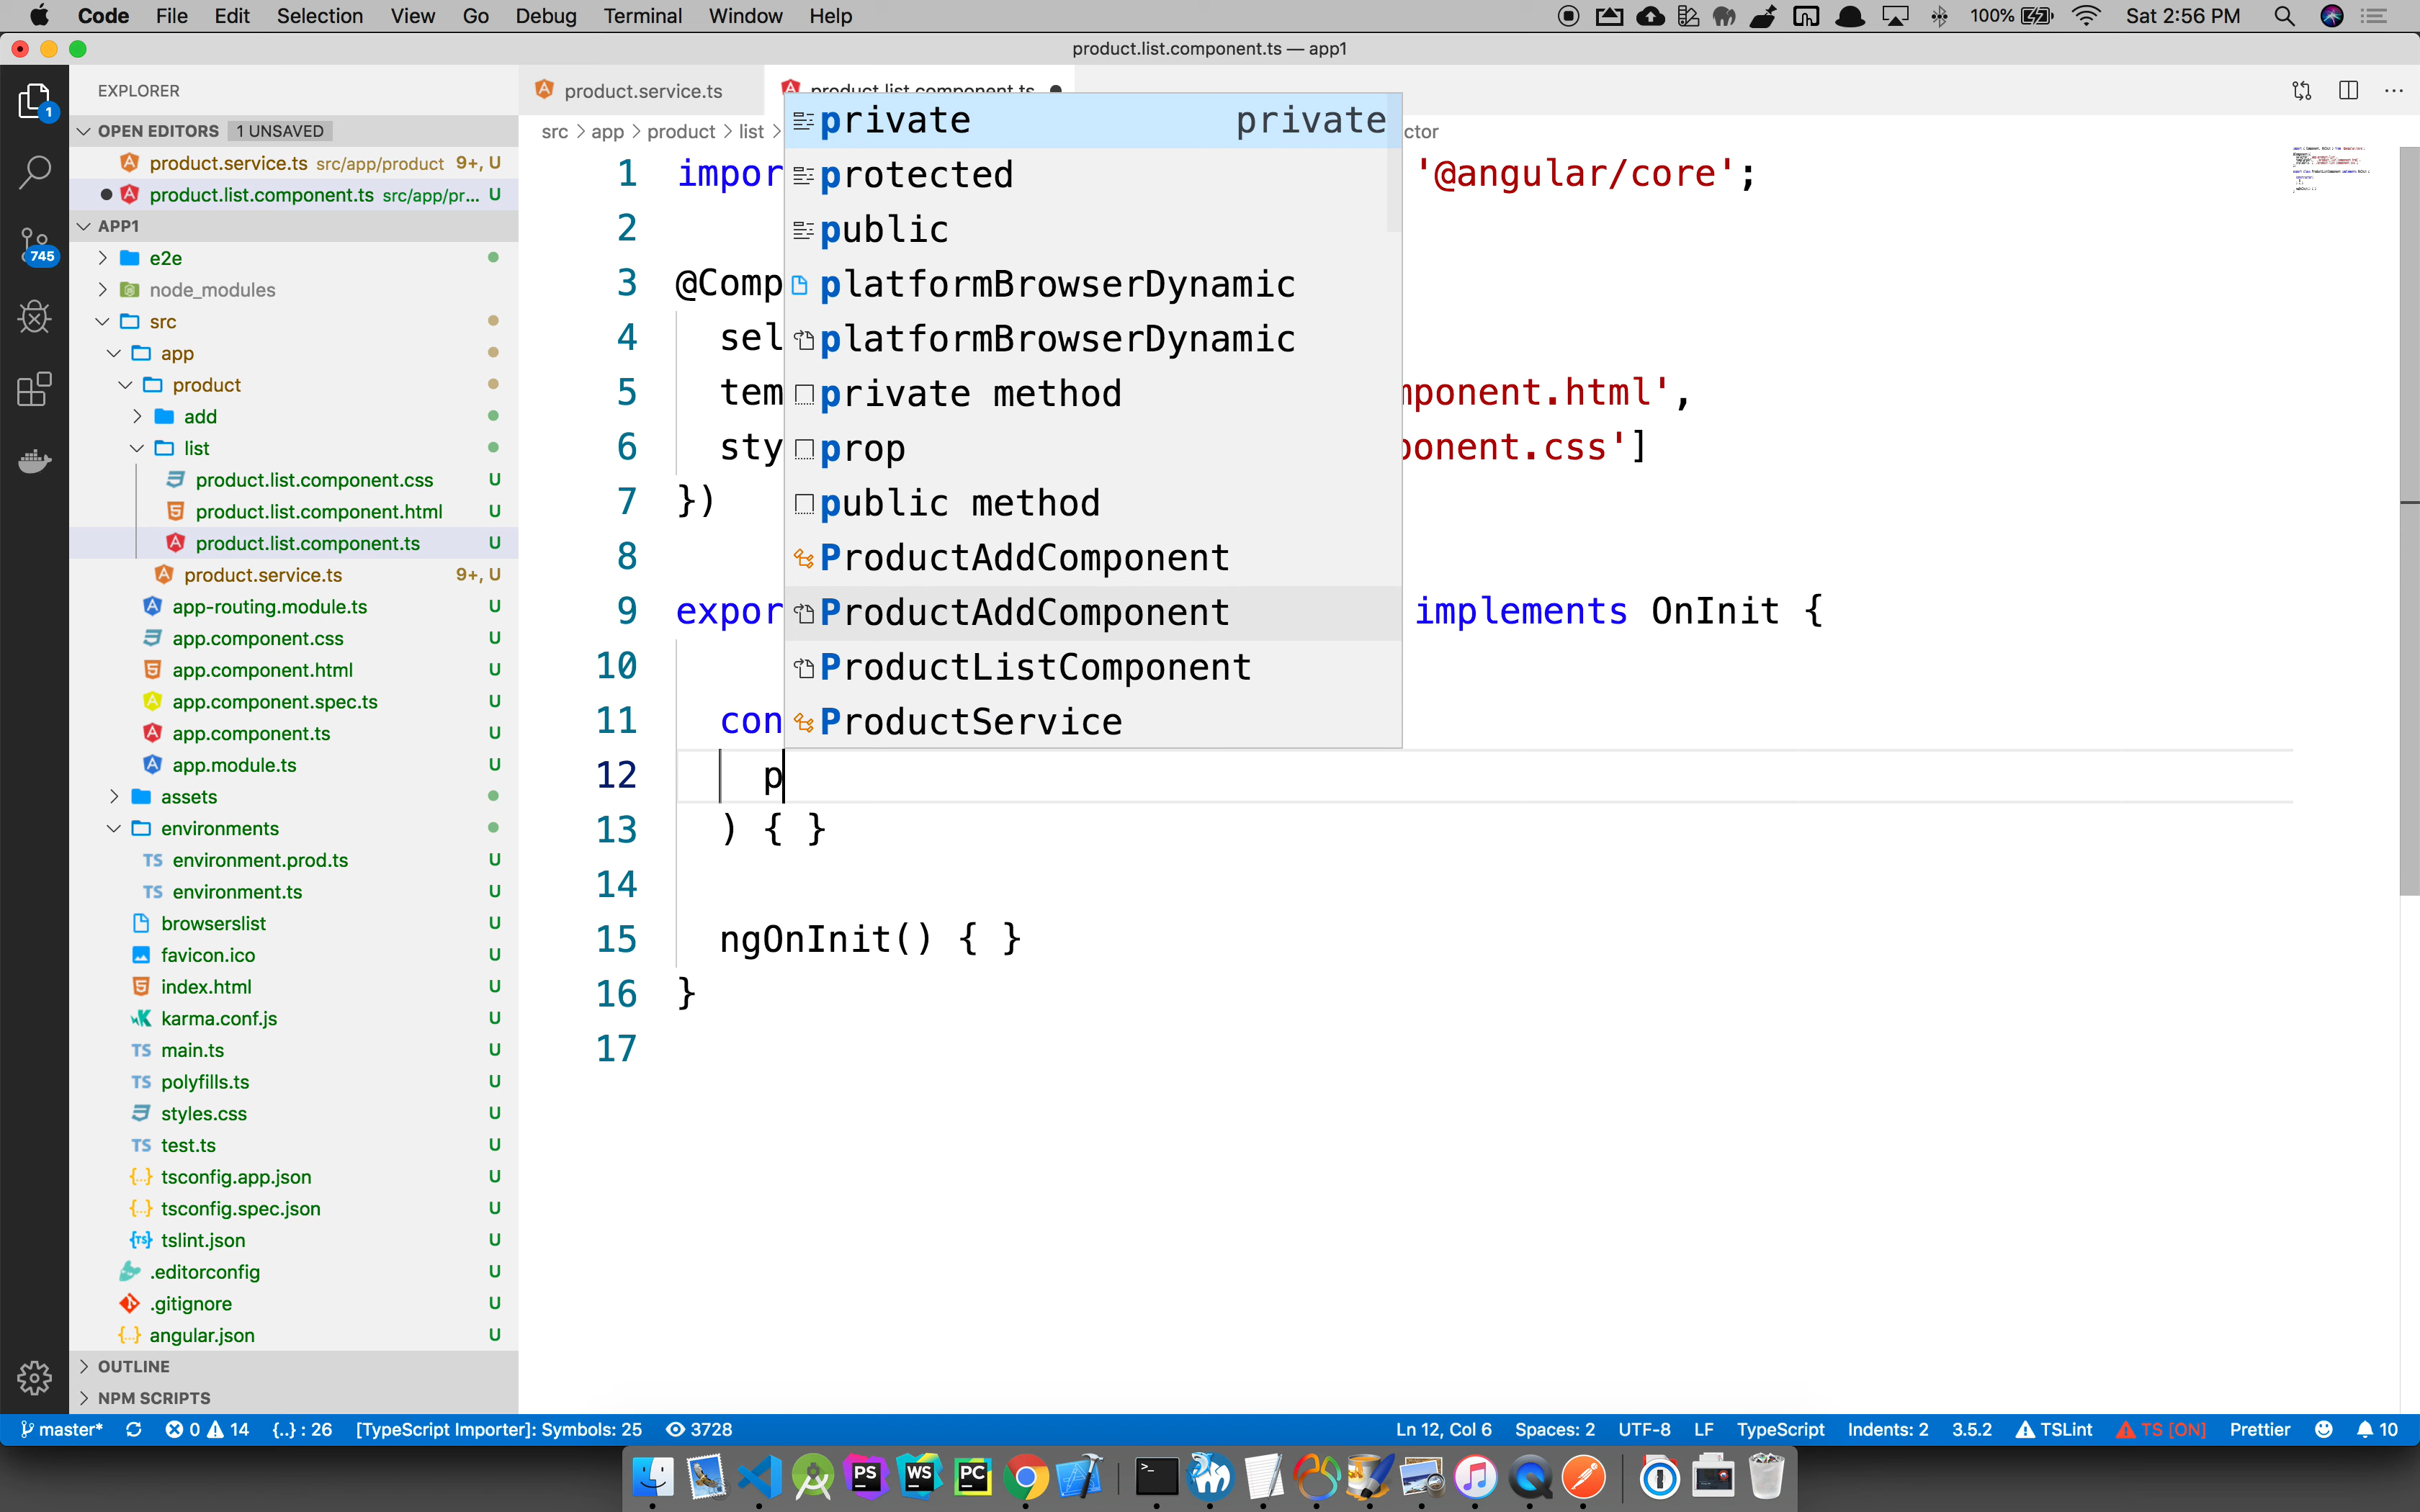 Code File Edit Selection View Go Debug Terminal Window Help 100% Sat 2:56 PM
product.list.component.ts — app1
EXPLORER
OPEN EDITORS 1 UNSAVED
product.service.ts src/app/product 9+, U
product.list.component.ts src/app/pr... U
APP1
e2e
node_modules
src
app
product
add
list
product.list.component.css U
product.list.component.html U
product.list.component.ts U
product.service.ts 9+, U
app-routing.module.ts U
app.component.css U
app.component.html U
app.component.spec.ts U
app.component.ts U
app.module.ts U
assets
environments
environment.prod.ts U
environment.ts U
browserslist U
favicon.ico U
index.html U
karma.conf.js U
main.ts U
polyfills.ts U
styles.css U
test.ts U
tsconfig.app.json U
tsconfig.spec.json U
tslint.json U
.editorconfig U
.gitignore U
angular.json U
OUTLINE
NPM SCRIPTS
1
745
product.service.ts product.list.component.ts
src > app > product > list > ctor
1 impor '@angular/core';
2
3 @Comp
4 sel
5 tem mponent.html',
6 sty ponent.css']
7 })
8
9 expor implements OnInit {
10
11 con
12 p
13 ) { }
14
15 ngOnInit() { }
16 }
17
private private
protected
public
platformBrowserDynamic
platformBrowserDynamic
private method
prop
public method
ProductAddComponent
ProductAddComponent
ProductListComponent
ProductService
master* 0 14 {..} : 26 [TypeScript Importer]: Symbols: 25 3728 Ln 12, Col 6 Spaces: 2 UTF-8 LF TypeScript Indents: 2 3.5.2 TSLint TS [ON] Prettier 10
PS WS PC